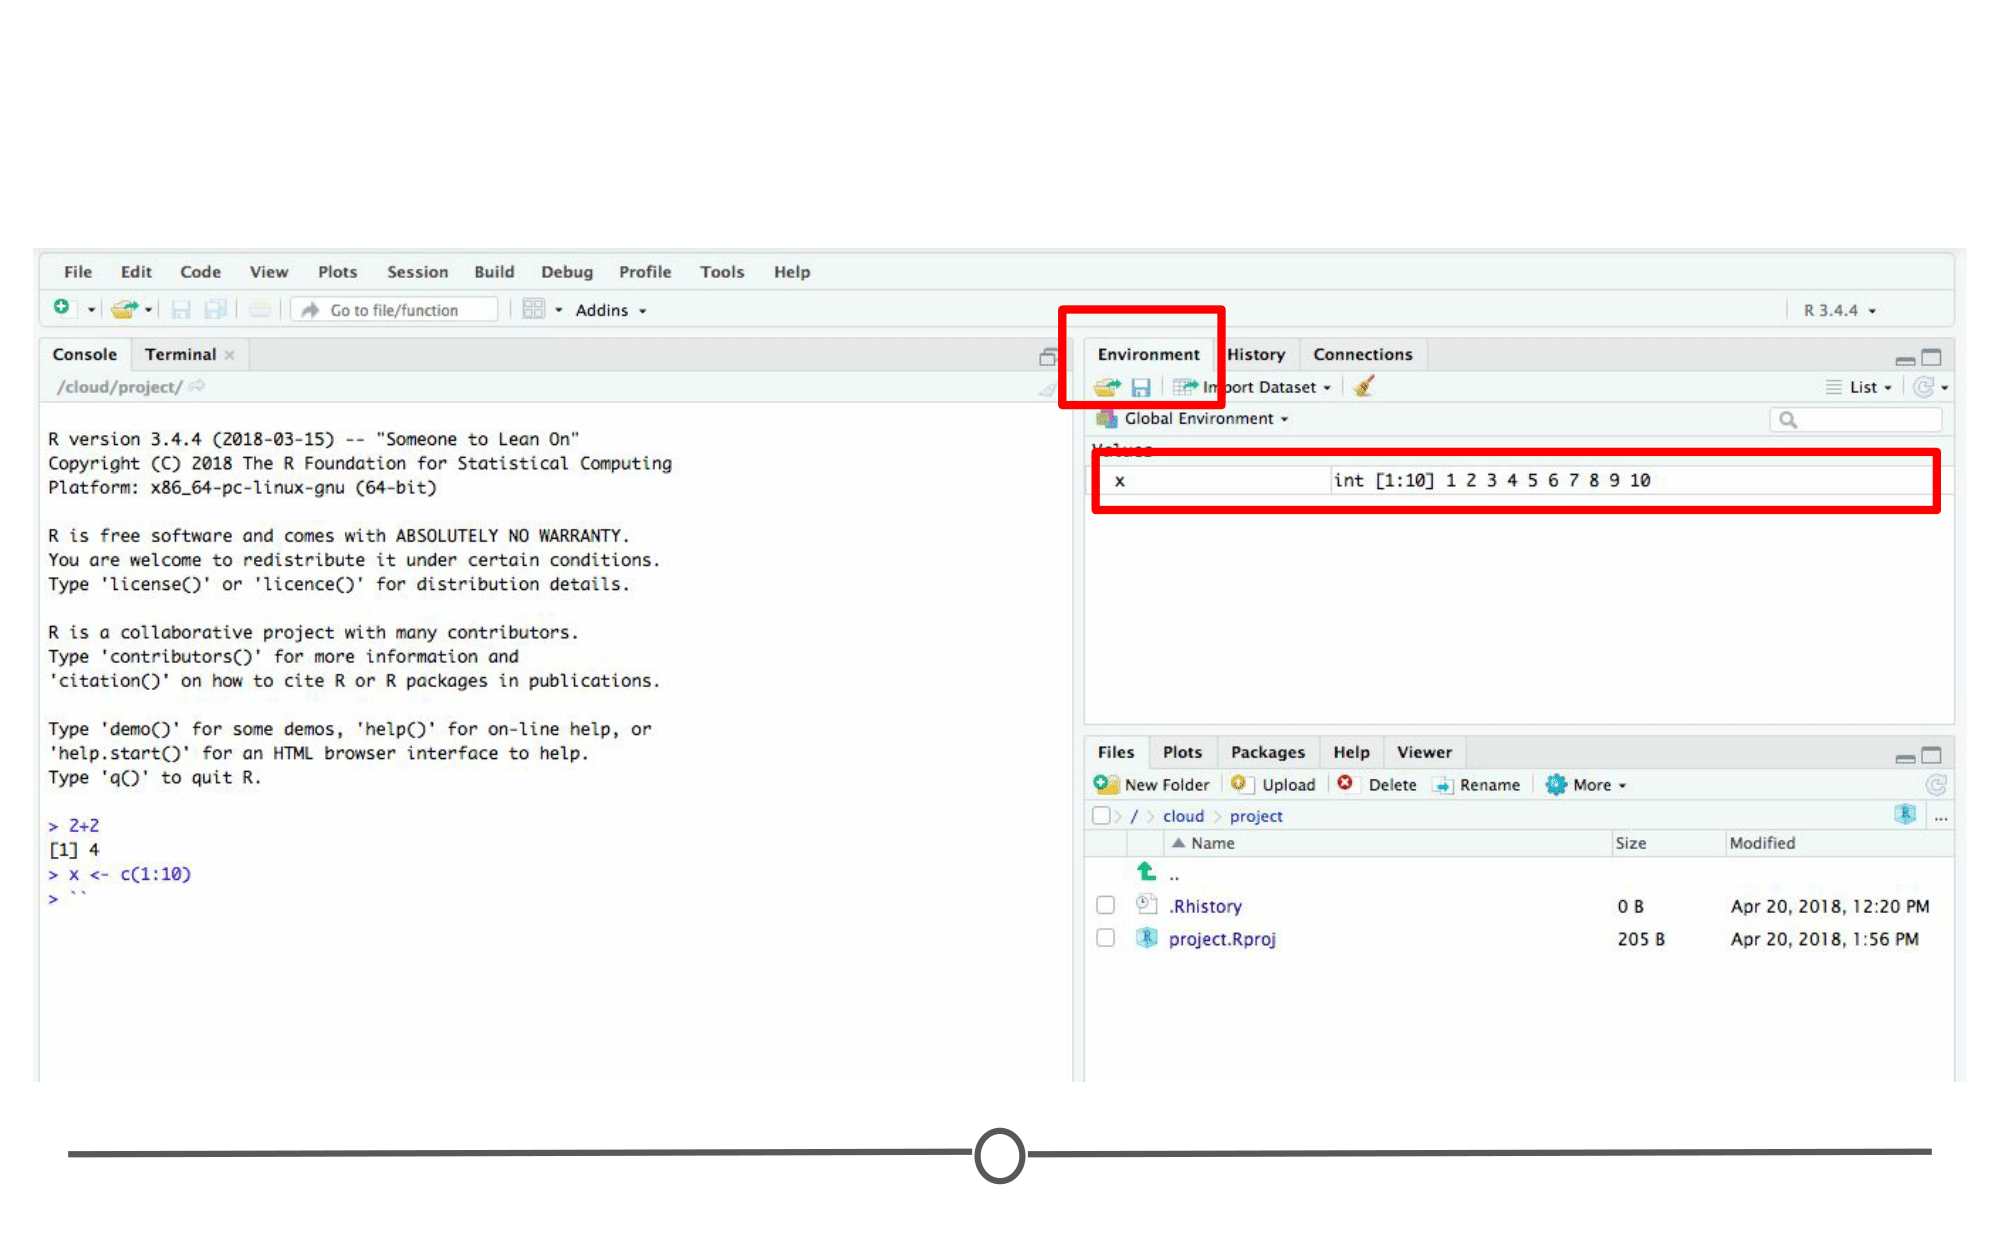 File Edit Code View Plots Session Build Debug Profile Tools Help
Go to file/function Addins R 3.4.4
Console Terminal
/cloud/project/
R version 3.4.4 (2018-03-15) -- "Someone to Lean On"
Copyright (C) 2018 The R Foundation for Statistical Computing
Platform: x86_64-pc-linux-gnu (64-bit)
R is free software and comes with ABSOLUTELY NO WARRANTY.
You are welcome to redistribute it under certain conditions.
Type 'license()' or 'licence()' for distribution details.
R is a collaborative project with many contributors.
Type 'contributors()' for more information and
'citation()' on how to cite R or R packages in publications.
Type 'demo()' for some demos, 'help()' for on-line help, or
'help.start()' for an HTML browser interface to help.
Type 'q()' to quit R.
> 2+2
[1] 4
> x <- c(1:10)
> ``
Environment History Connections
Import Dataset List
Global Environment
Values
x int [1:10] 1 2 3 4 5 6 7 8 9 10
Files Plots Packages Help Viewer
New Folder Upload Delete Rename More
/ cloud project ...
Name Size Modified
..
.Rhistory 0 B Apr 20, 2018, 12:20 PM
project.Rproj 205 B Apr 20, 2018, 1:56 PM